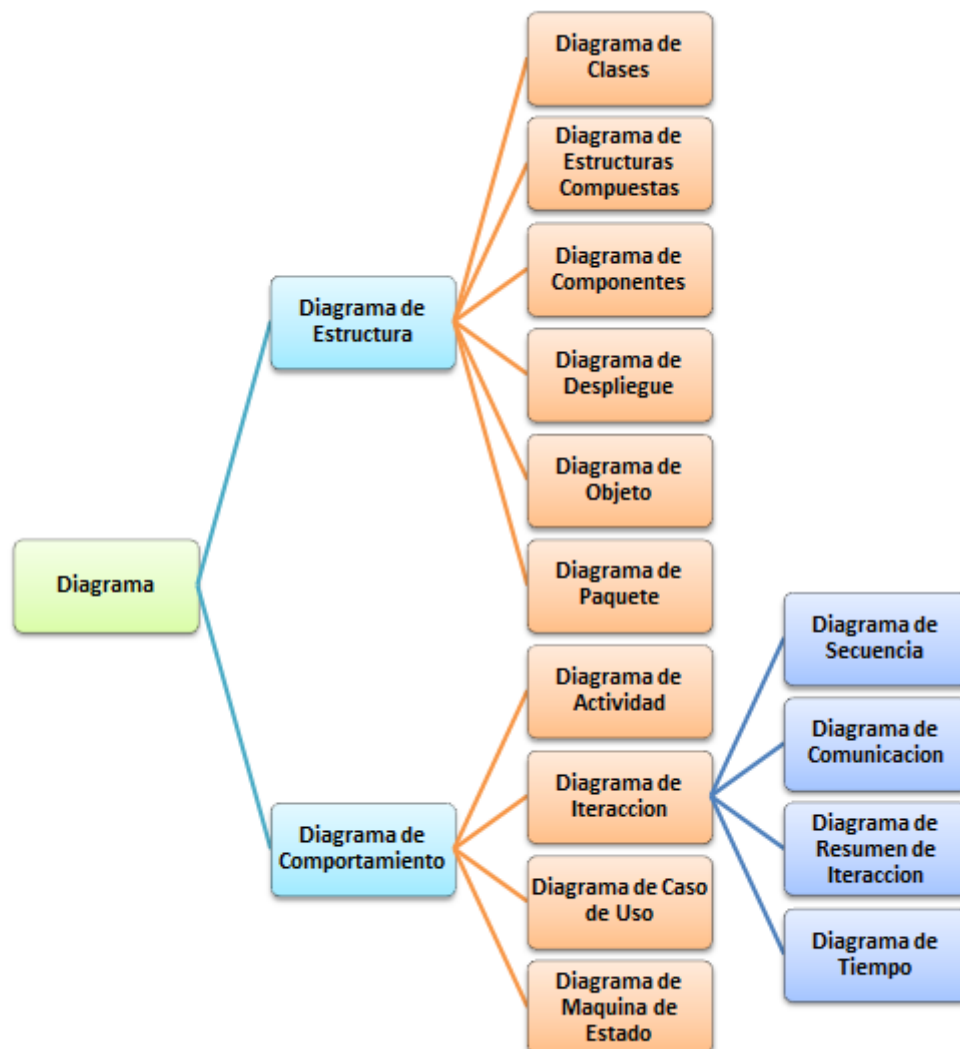 Diagrama de
Clases
Diagrama de
Estructuras
Compuestas
Diagrama de
Componentes
Diagrama de
Estructura
Diagrama de
Despliegue
Diagrama de
Objeto
Diagrama
Diagrama de
Paquete
Diagrama de
Secuencia
Diagrama de
Actividad
Diagrama de
Comunicacion
Diagrama de
Iteraccion
Diagrama de
Comportamiento
Diagrama de
Resumen de
Iteraccion
Diagrama de Caso
de Uso
Diagrama de
Tiempo
Diagrama de
Maquina de
Estado